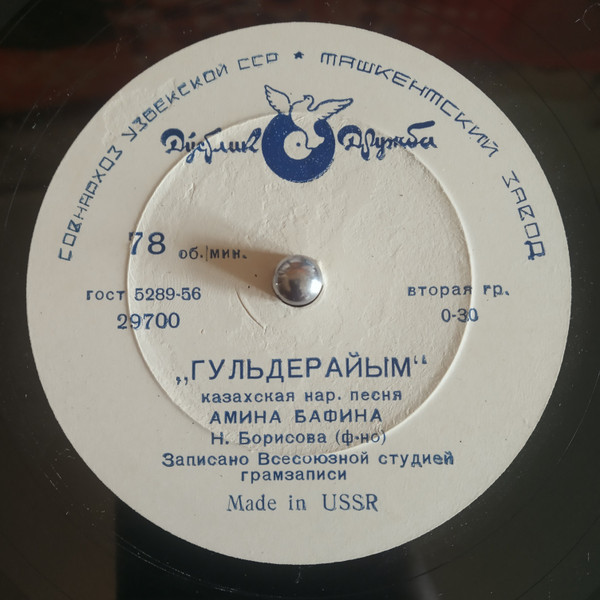 СОВНАРХОЗ УЗБЕКСКОЙ ССР ★ ТАШКЕНТСКИЙ ЗАВОД
Дўстлик Дружба
78 об./мин.
гост 5289-56 вторая гр.
29700 0-30
„ГУЛЬДЕРАЙЫМ“
казахская нар. песня
АМИНА БАФИНА
Н. Борисова (ф-но)
Записано Всесоюзной студией
грамзаписи
Made in USSR